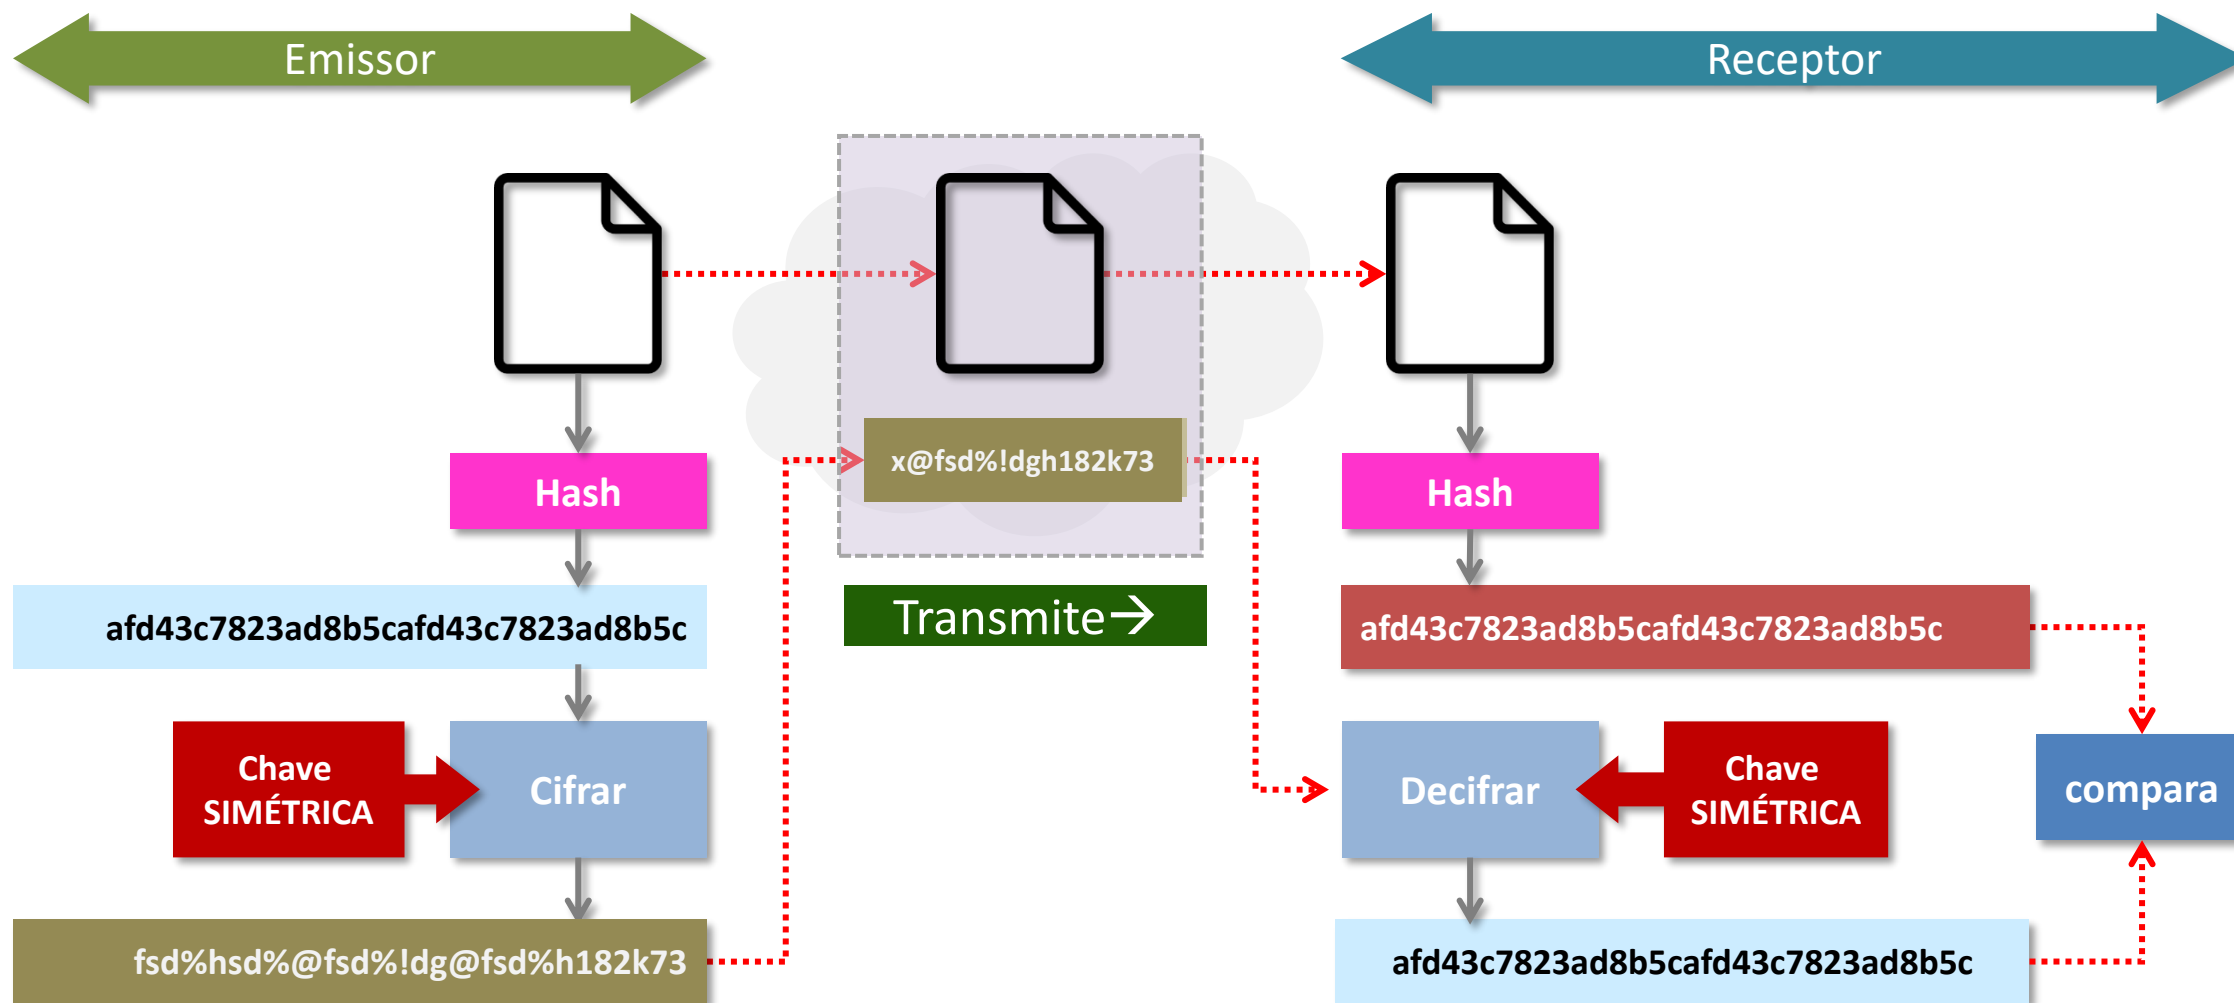 Emissor
Receptor
x@fsd%!dgh182k73
Hash
Hash
Transmite→
afd43c7823ad8b5cafd43c7823ad8b5c
afd43c7823ad8b5cafd43c7823ad8b5c
Chave
SIMÉTRICA
Cifrar
Decifrar
Chave
SIMÉTRICA
compara
fsd%hsd%@fsd%!dg@fsd%h182k73
afd43c7823ad8b5cafd43c7823ad8b5c